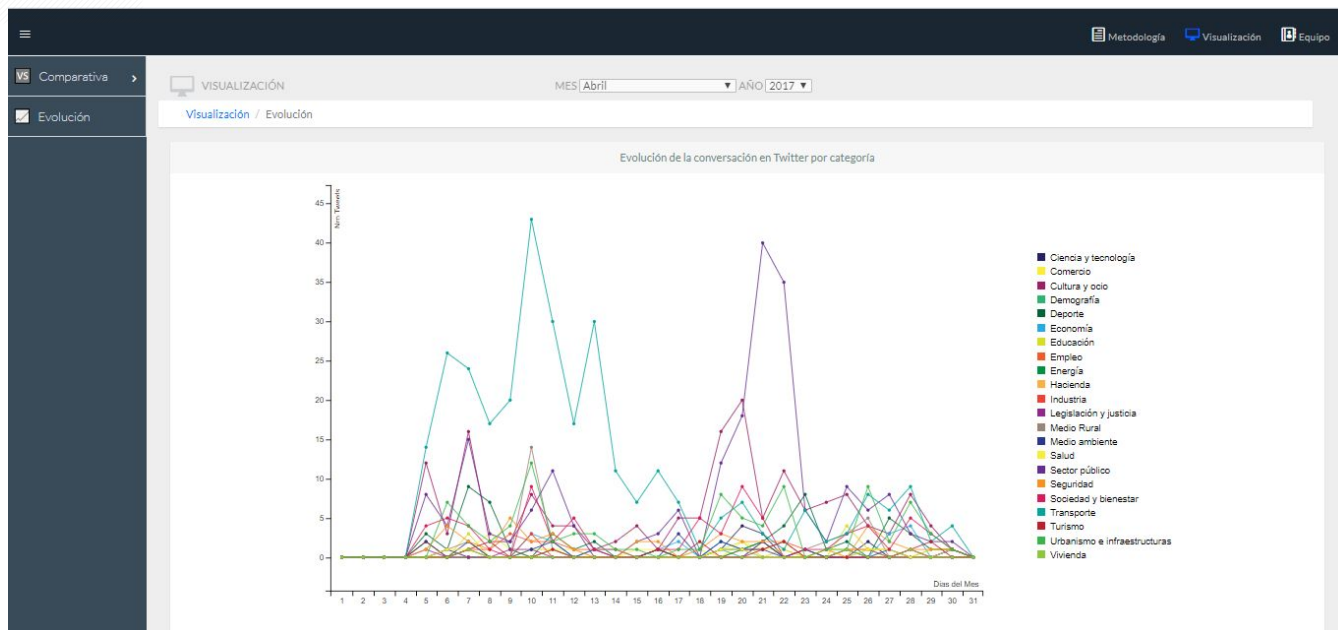 Metodología Visualización Equipo
VS Comparativa
Evolución
VISUALIZACIÓN MES Abril AÑO 2017
Visualización / Evolución
Evolución de la conversación en Twitter por categoría
Nm. Tweets
45
40
35
30
25
20
15
10
5
0
Días del Mes
1 2 3 4 5 6 7 8 9 10 11 12 13 14 15 16 17 18 19 20 21 22 23 24 25 26 27 28 29 30 31
Ciencia y tecnología
Comercio
Cultura y ocio
Demografía
Deporte
Economía
Educación
Empleo
Energía
Hacienda
Industria
Legislación y justicia
Medio Rural
Medio ambiente
Salud
Sector público
Seguridad
Sociedad y bienestar
Transporte
Turismo
Urbanismo e infraestructuras
Vivienda